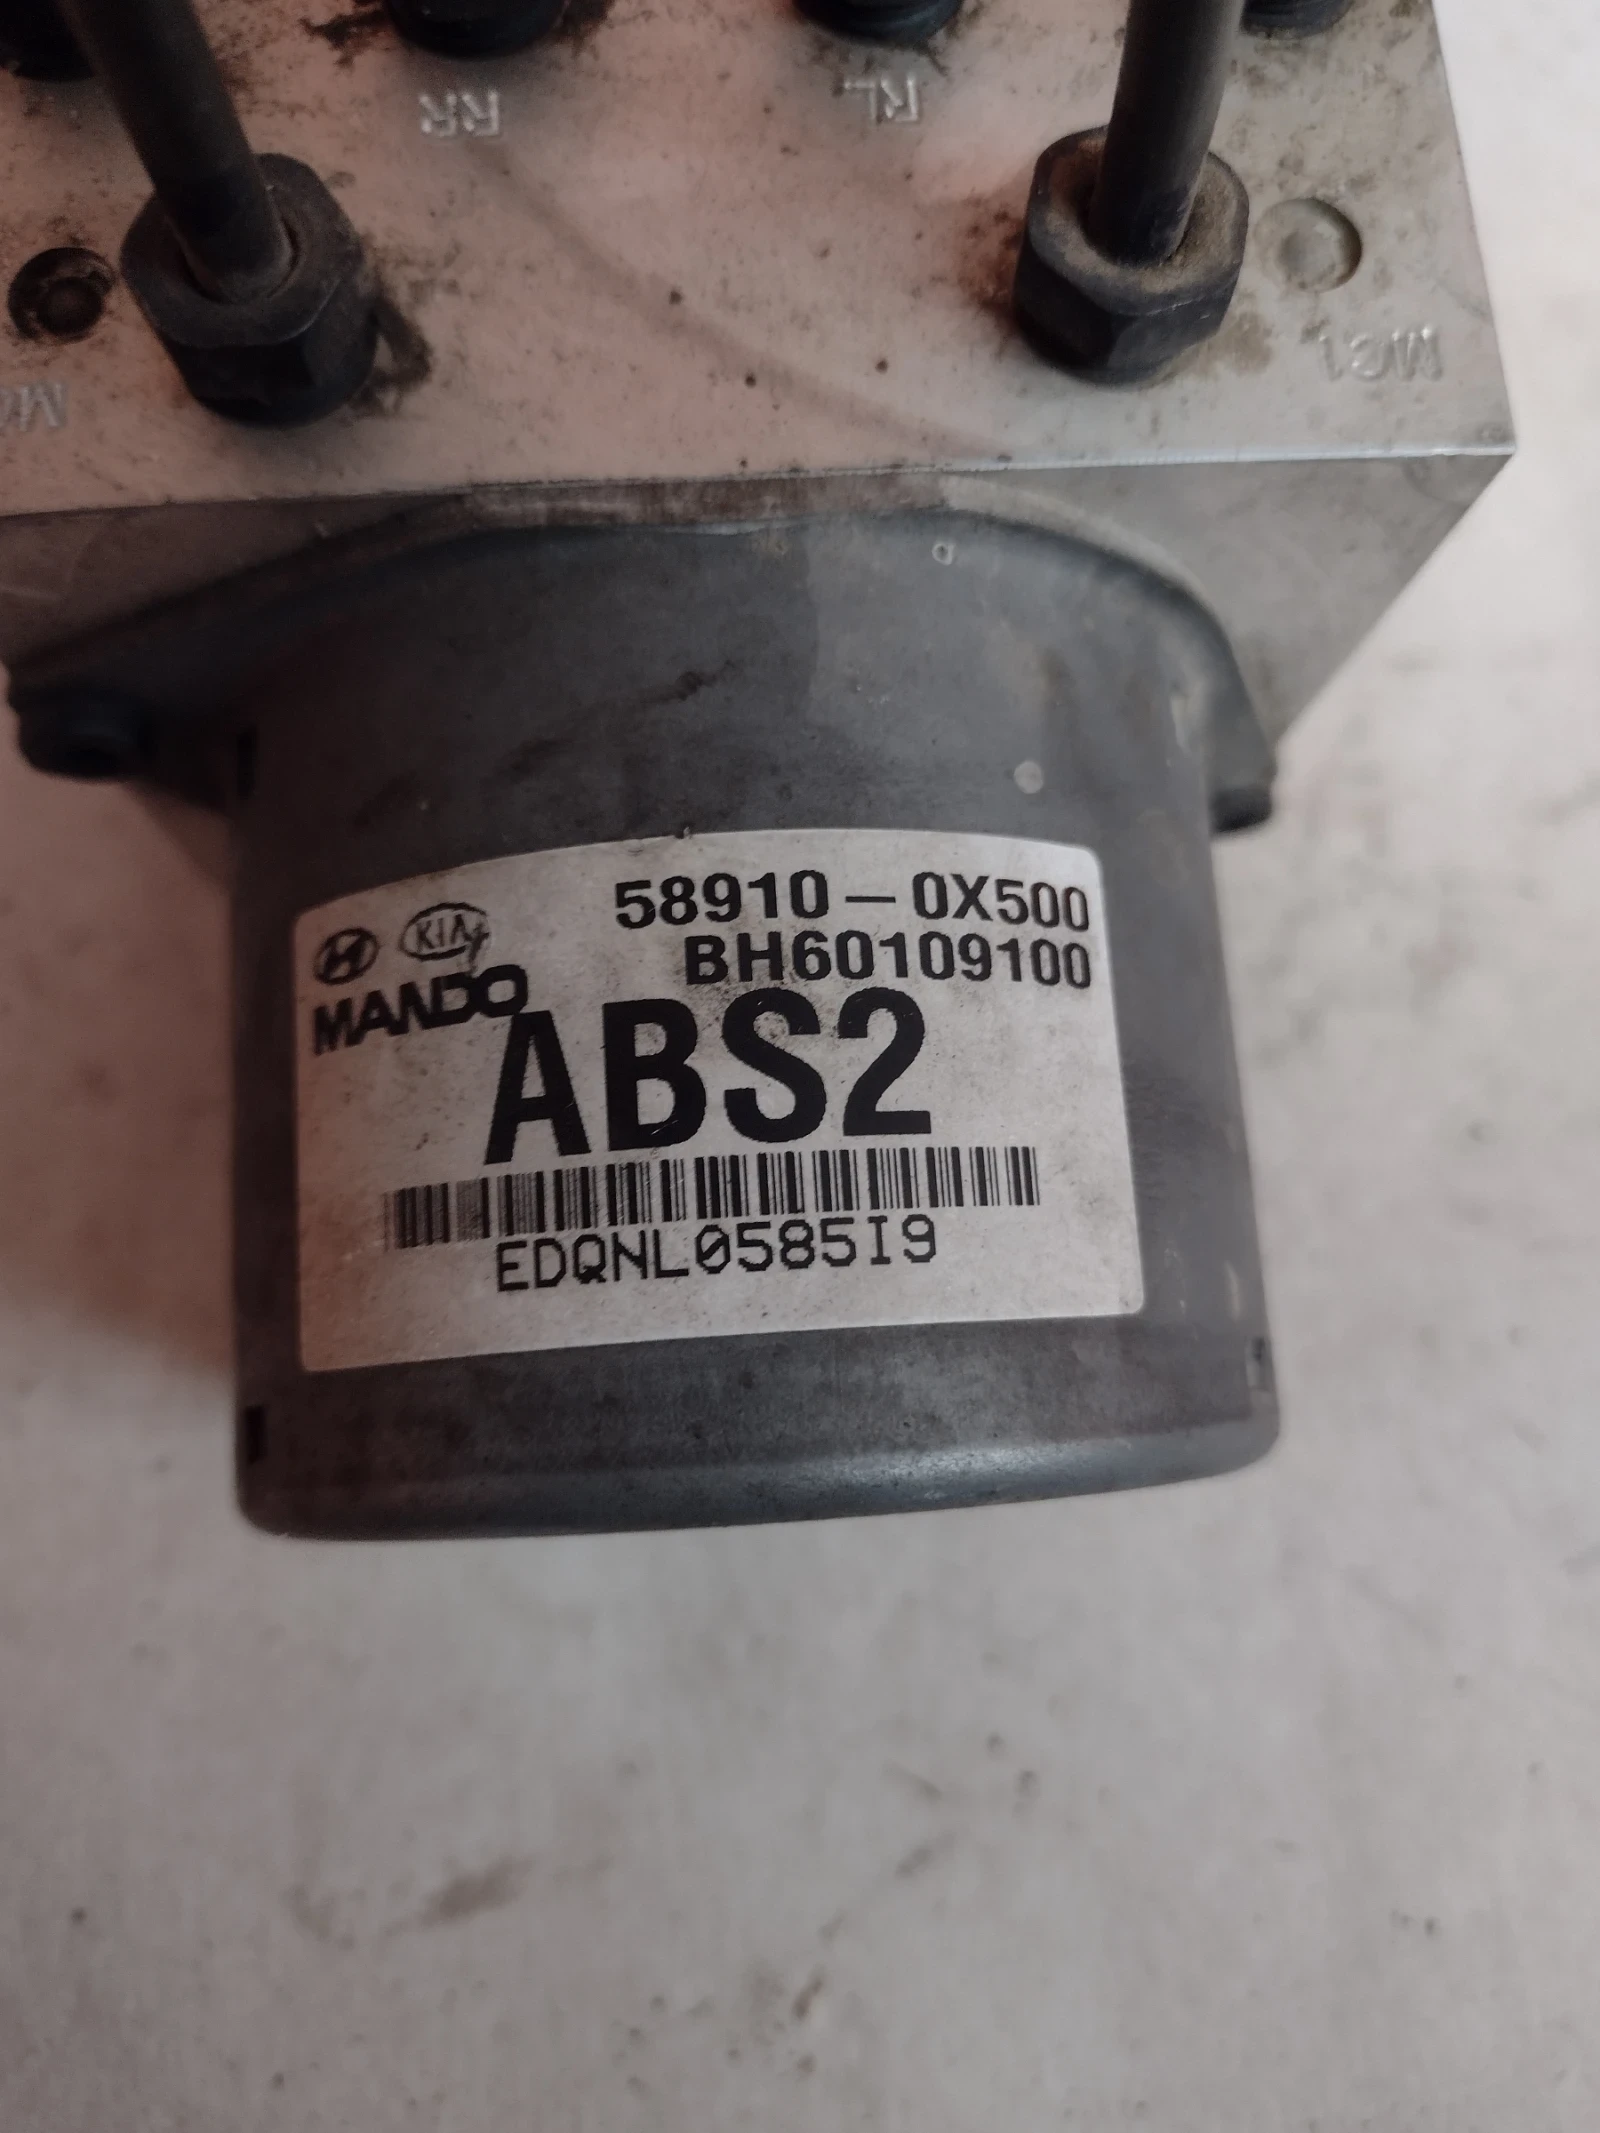 RR
RL
MC1
58910-0X500
KIA
BH60109100
MANDO
ABS2
EDQNL0585I9